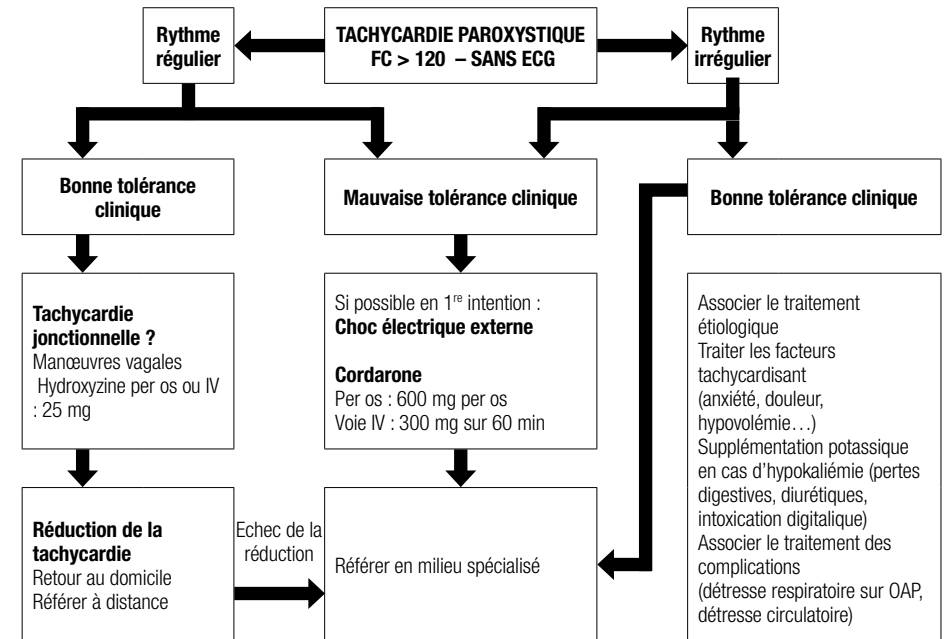 Rythme
régulier
TACHYCARDIE PAROXYSTIQUE
FC > 120 – SANS ECG
Rythme
irrégulier
Bonne tolérance
clinique
Mauvaise tolérance clinique
Bonne tolérance clinique
Tachycardie
jonctionnelle ?
Manœuvres vagales
Hydroxyzine per os ou IV
: 25 mg
Si possible en 1re intention :
Choc électrique externe
Cordarone
Per os : 600 mg per os
Voie IV : 300 mg sur 60 min
Associer le traitement
étiologique
Traiter les facteurs
tachycardisant
(anxiété, douleur,
hypovolémie…)
Supplémentation potassique
en cas d’hypokaliémie (pertes
digestives, diurétiques,
intoxication digitalique)
Associer le traitement des
complications
(détresse respiratoire sur OAP,
détresse circulatoire)
Réduction de la
tachycardie
Retour au domicile
Référer à distance
Echec de la
réduction
Référer en milieu spécialisé